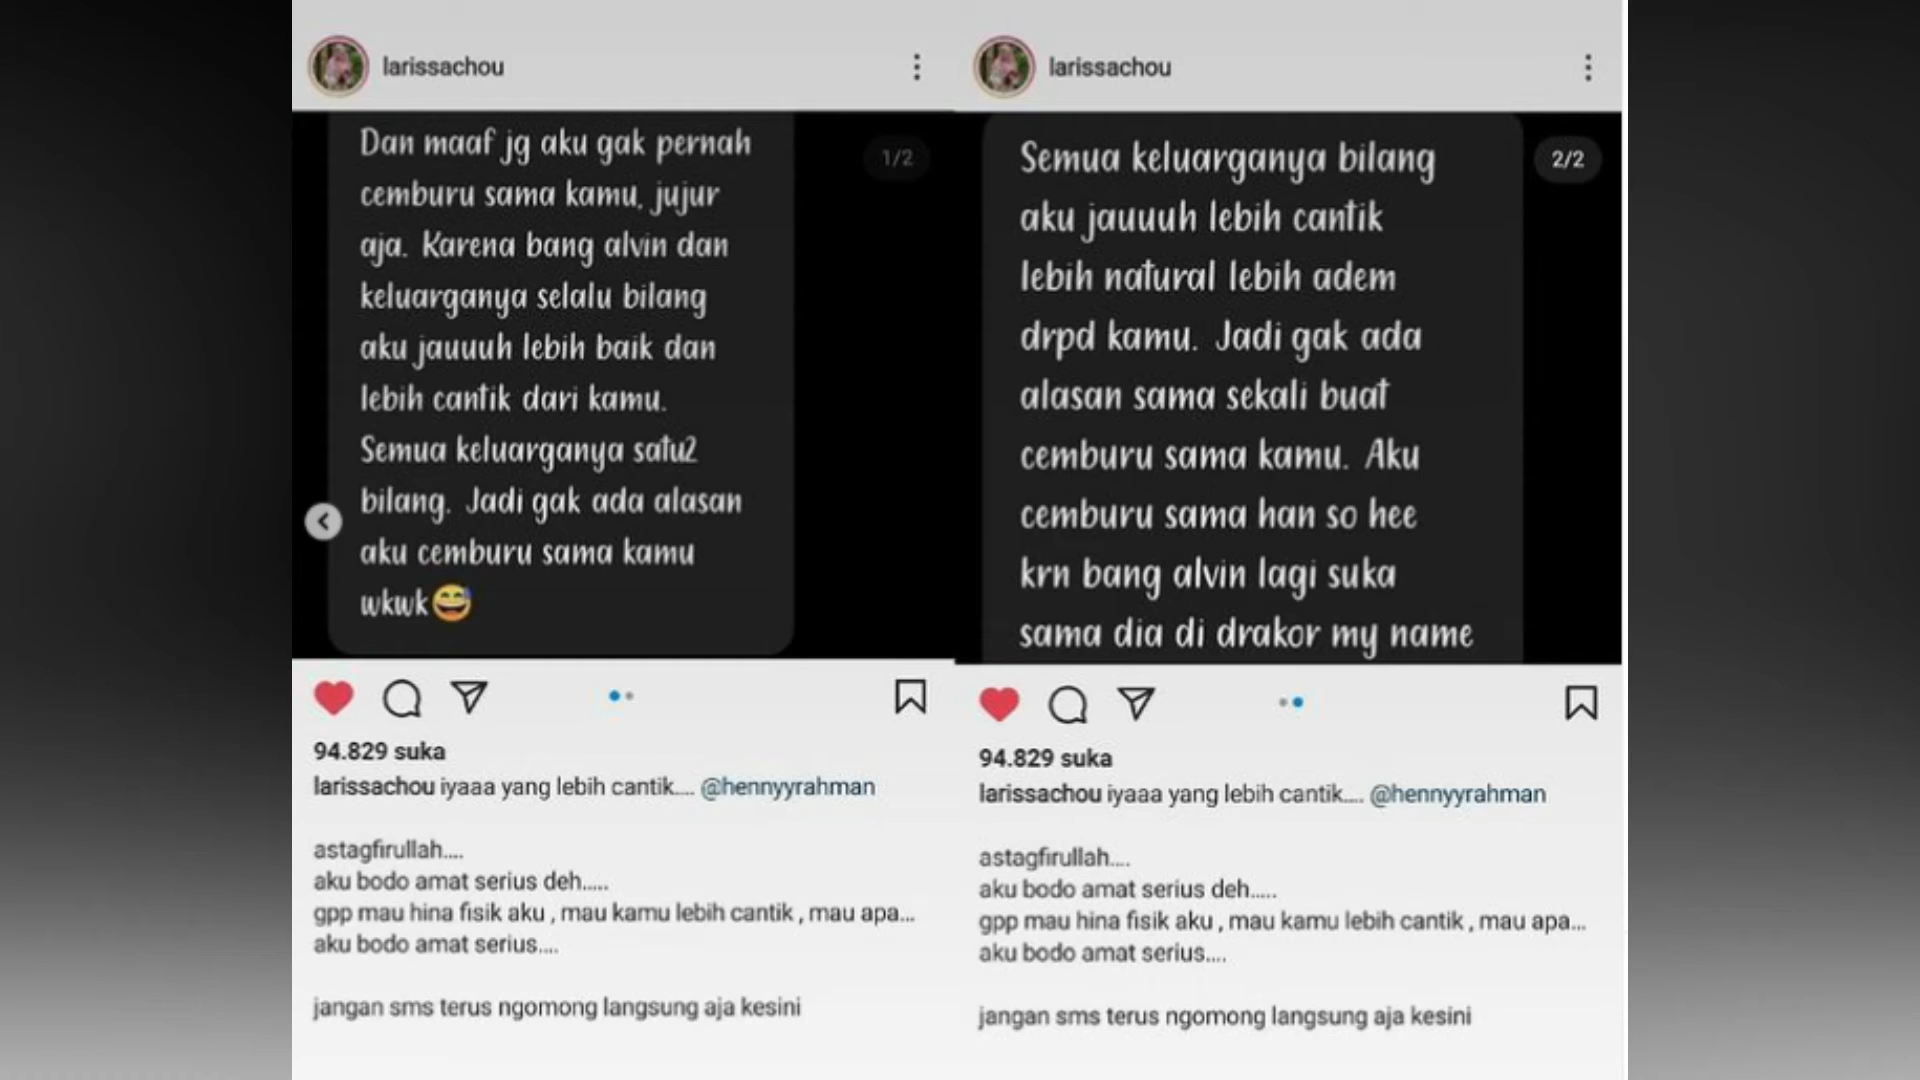 larissachou
Dan maaf jg aku gak pernah
cemburu sama kamu, jujur
aja. Karena bang alvin dan
keluarganya selalu bilang
aku jauuuh lebih baik dan
lebih cantik dari kamu.
Semua keluarganya satu2
bilang. Jadi gak ada alasan
aku cemburu sama kamu
wkwk😅
1/2
94.829 suka
larissachou iyaaa yang lebih cantik.... @hennyyrahman
astagfirullah....
aku bodo amat serius deh.....
gpp mau hina fisik aku , mau kamu lebih cantik , mau apa...
aku bodo amat serius....
jangan sms terus ngomong langsung aja kesini
larissachou
Semua keluarganya bilang
aku jauuuh lebih cantik
lebih natural lebih adem
drpd kamu. Jadi gak ada
alasan sama sekali buat
cemburu sama kamu. Aku
cemburu sama han so hee
krn bang alvin lagi suka
sama dia di drakor my name
2/2
94.829 suka
larissachou iyaaa yang lebih cantik.... @hennyyrahman
astagfirullah....
aku bodo amat serius deh.....
gpp mau hina fisik aku , mau kamu lebih cantik , mau apa...
aku bodo amat serius....
jangan sms terus ngomong langsung aja kesini